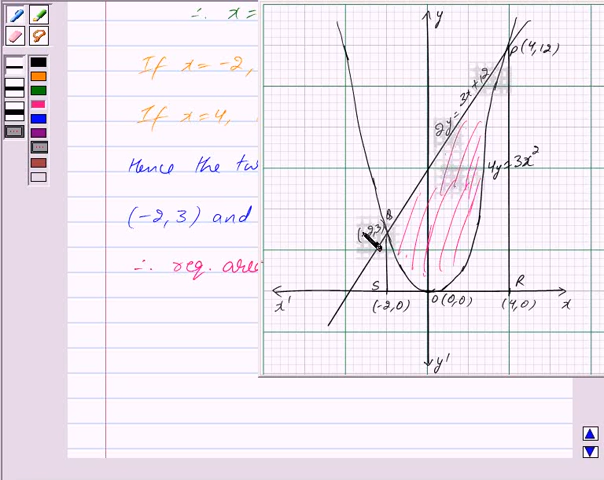 ∴ x =
If x = -2,
If x = 4,
Hence the tw
(-2,3) and
∴ req. area
y
P(4,12)
2y = 3x+12
4y = 3x²
B
(-2,3)
S
R
x'
(-2,0)
O(0,0)
(4,0)
x
y'